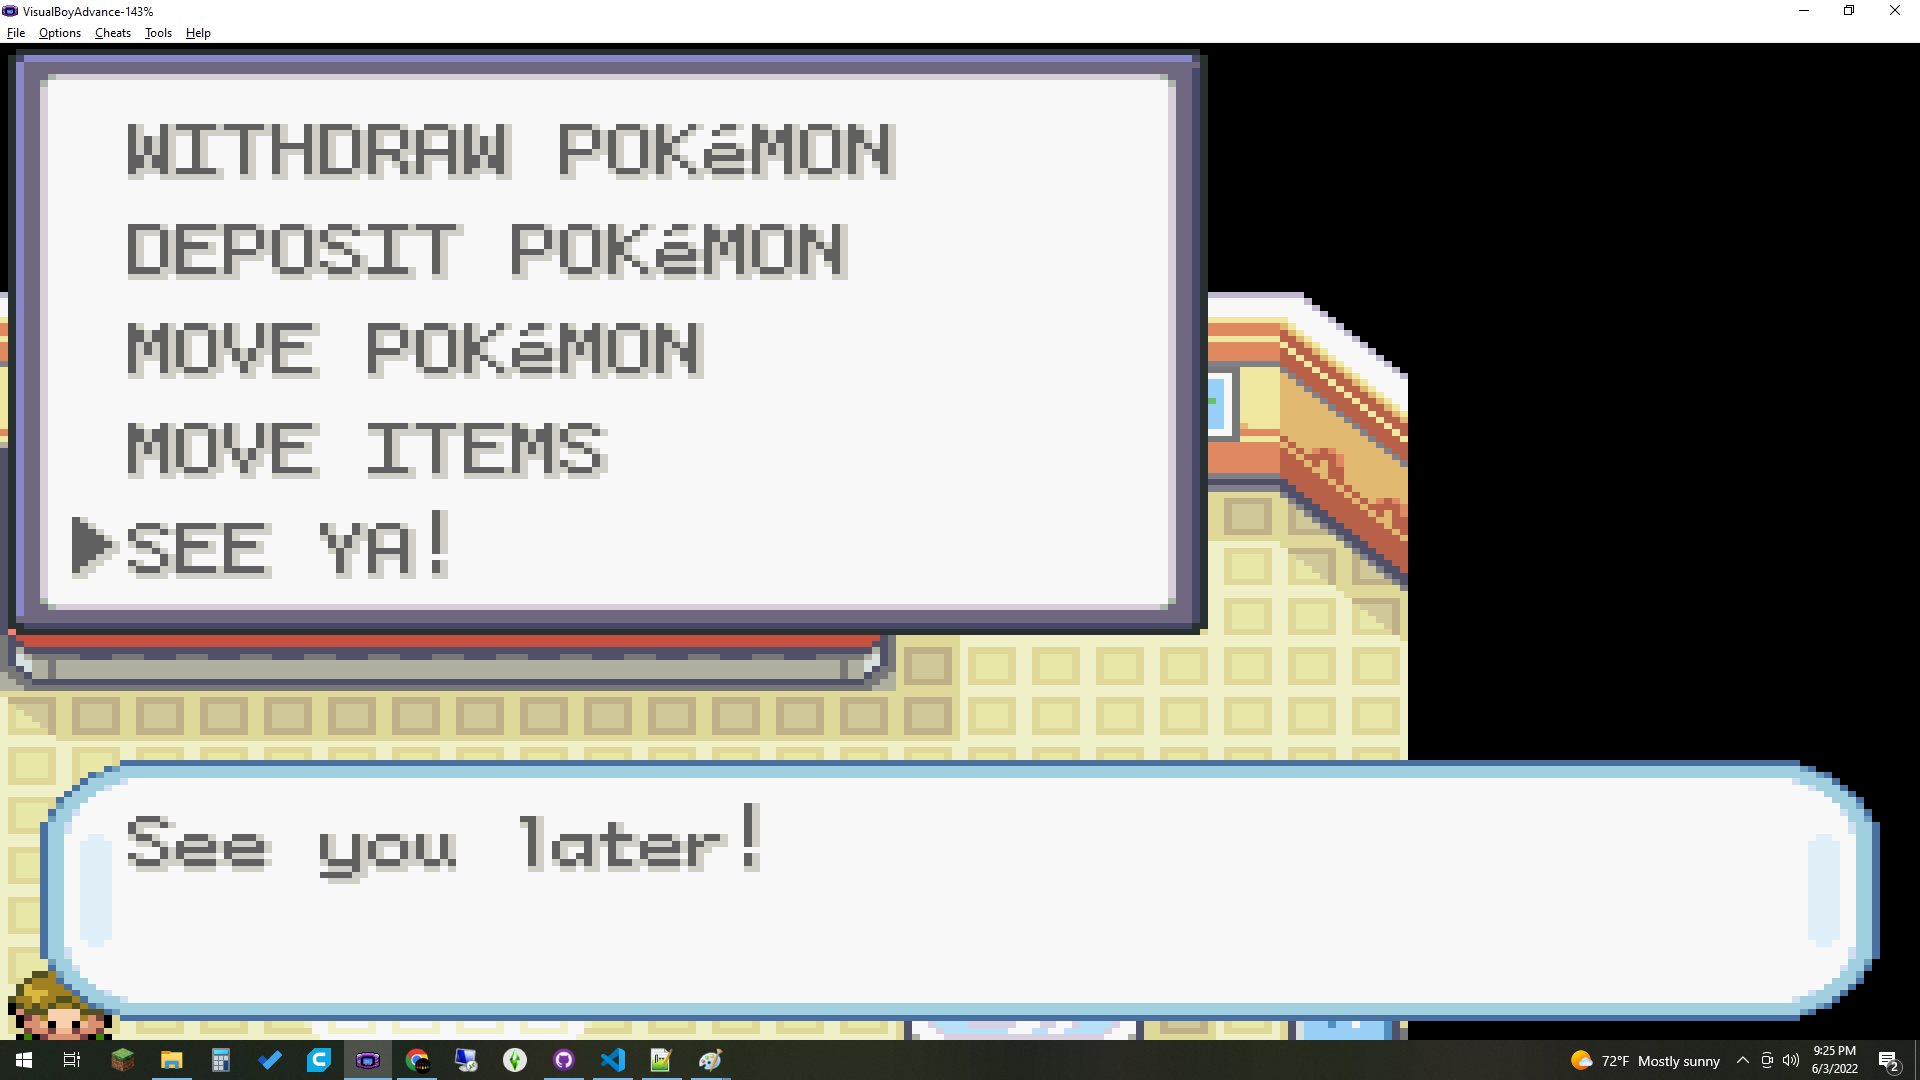 VisualBoyAdvance-143%
File Options Cheats Tools Help
WITHDRAW POKéMON
DEPOSIT POKéMON
MOVE POKéMON
MOVE ITEMS
SEE YA!
See you later!
72°F Mostly sunny
9:25 PM
6/3/2022
2